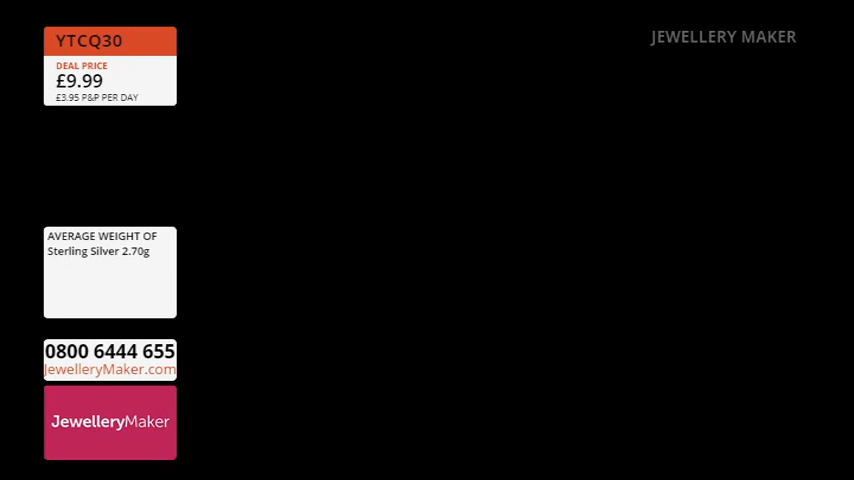 YTCQ30
DEAL PRICE
£9.99
£3.95 P&P PER DAY
JEWELLERY MAKER
AVERAGE WEIGHT OF
Sterling Silver 2.70g
0800 6444 655
JewelleryMaker.com
JewelleryMaker